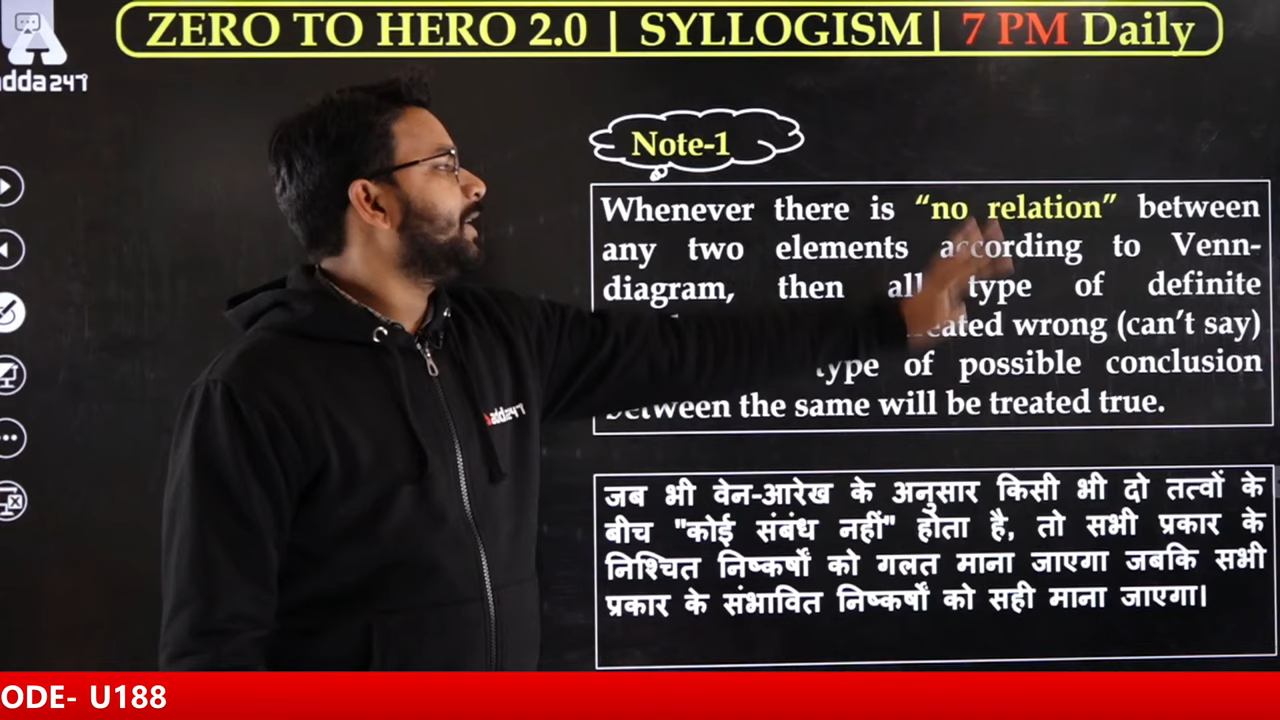 ZERO TO HERO 2.0 | SYLLOGISM| 7 PM Daily
adda247
Note-1
Whenever there is “no relation” between
any two elements according to Venn-
diagram, then all type of definite
treated wrong (can’t say)
type of possible conclusion
between the same will be treated true.
adda247
जब भी वेन-आरेख के अनुसार किसी भी दो तत्वों के
बीच "कोई संबंध नहीं" होता है, तो सभी प्रकार के
निश्चित निष्कर्षों को गलत माना जाएगा जबकि सभी
प्रकार के संभावित निष्कर्षों को सही माना जाएगा।
ODE- U188